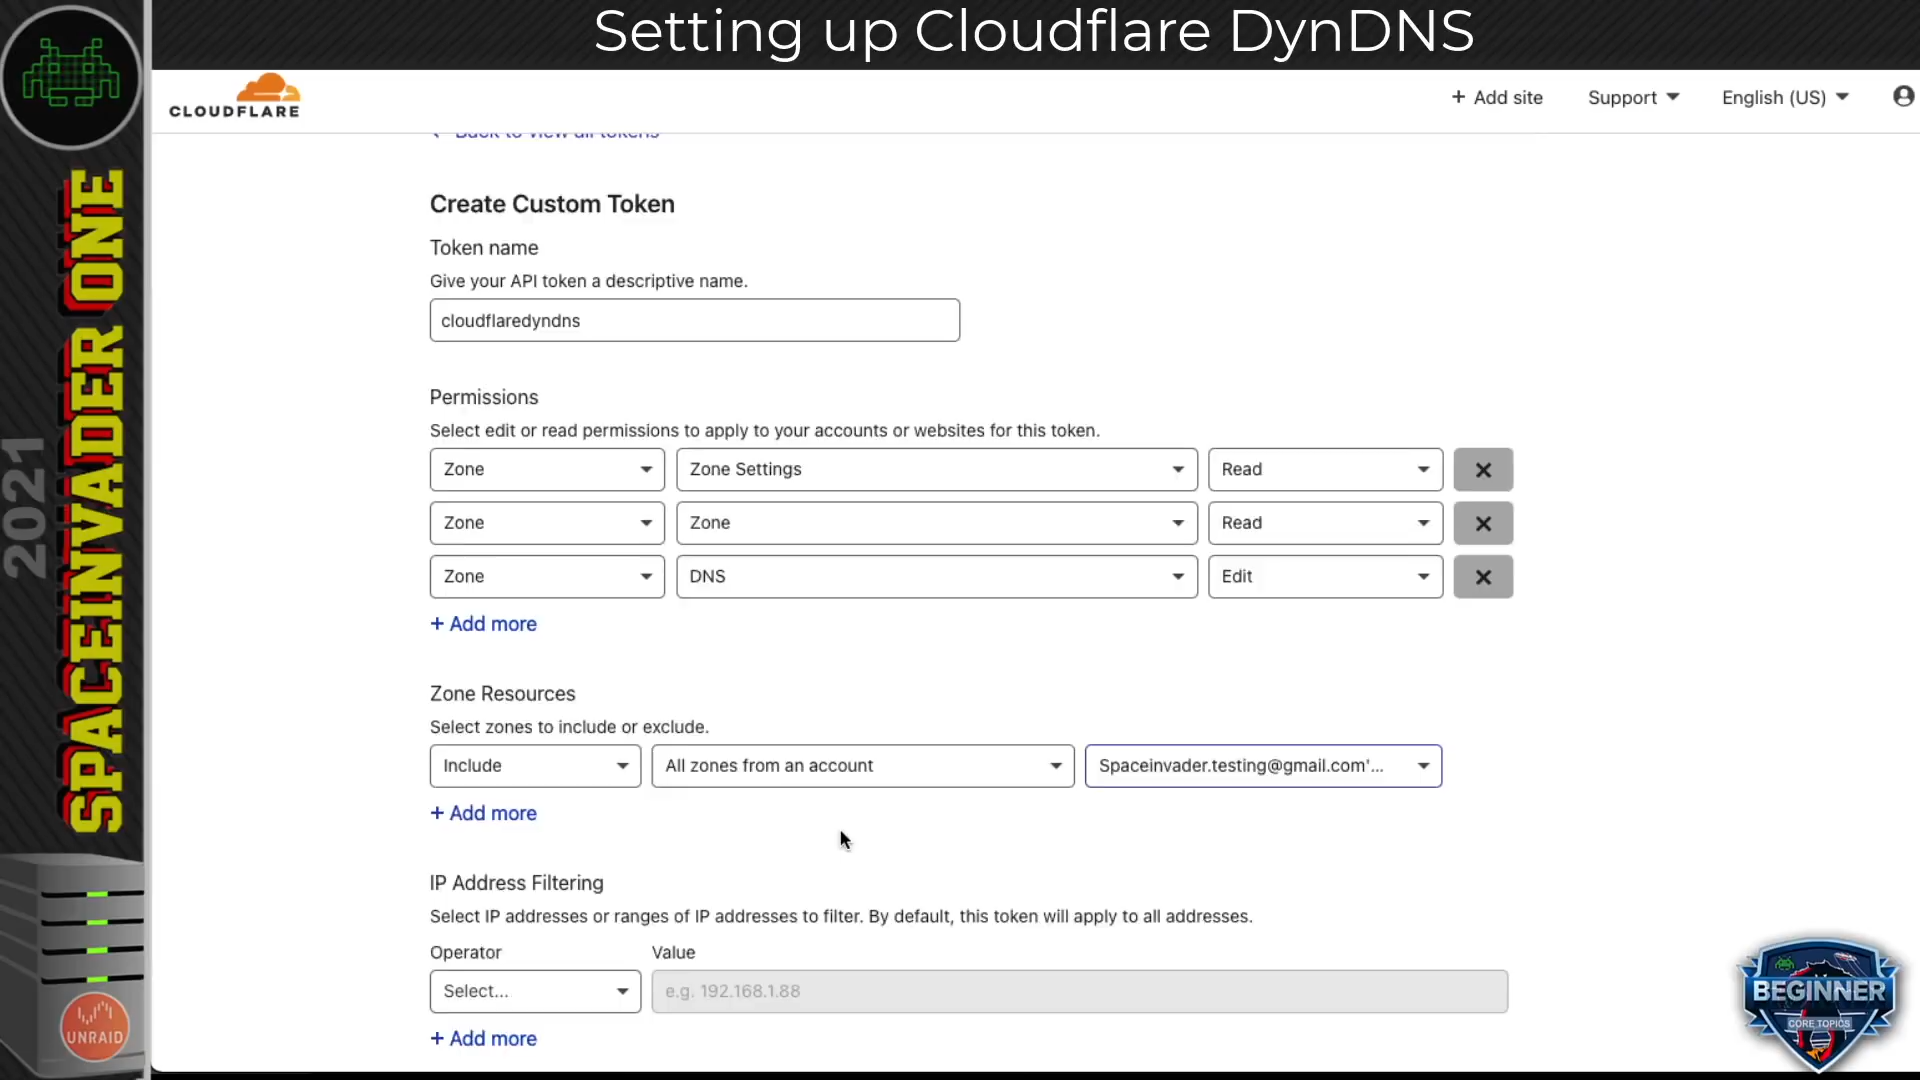 Setting up Cloudflare DynDNS
CLOUDFLARE
+ Add site
Support
English (US)
Back to view all tokens
Create Custom Token
Token name
Give your API token a descriptive name.
cloudflaredyndns
Permissions
Select edit or read permissions to apply to your accounts or websites for this token.
Zone
Zone Settings
Read
Zone
Zone
Read
Zone
DNS
Edit
+ Add more
Zone Resources
Select zones to include or exclude.
Include
All zones from an account
Spaceinvader.testing@gmail.com'...
+ Add more
IP Address Filtering
Select IP addresses or ranges of IP addresses to filter. By default, this token will apply to all addresses.
Operator
Value
Select...
e.g. 192.168.1.88
+ Add more
2021
SPACEINVADER ONE
UNRAID
BEGINNER
CORE TOPICS